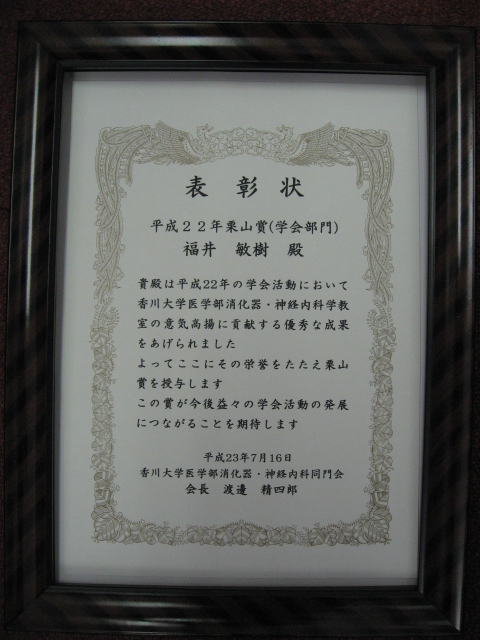 表彰状
平成２２年栗山賞(学会部門)
福井 敏樹 殿
貴殿は平成22年の学会活動において
香川大学医学部消化器・神経内科学教
室の意気高揚に貢献する優秀な成果
をあげられました
よってここにその栄誉をたたえ栗山
賞を授与します
この賞が今後益々の学会活動の発展
につながることを期待します
平成23年7月16日
香川大学医学部消化器・神経内科同門会
会長 渡邊 精四郎